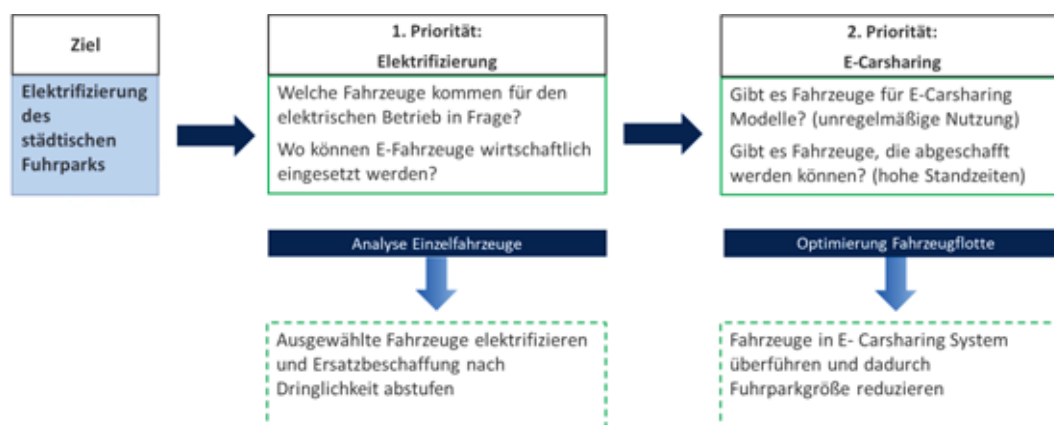 Ziel
Elektrifizierung
des
städtischen
Fuhrparks
1. Priorität:
Elektrifizierung
Welche Fahrzeuge kommen für den
elektrischen Betrieb in Frage?
Wo können E-Fahrzeuge wirtschaftlich
eingesetzt werden?
2. Priorität:
E-Carsharing
Gibt es Fahrzeuge für E-Carsharing
Modelle? (unregelmäßige Nutzung)
Gibt es Fahrzeuge, die abgeschafft
werden können? (hohe Standzeiten)
Analyse Einzelfahrzeuge
Optimierung Fahrzeugflotte
Ausgewählte Fahrzeuge elektrifizieren
und Ersatzbeschaffung nach
Dringlichkeit abstufen
Fahrzeuge in E- Carsharing System
überführen und dadurch
Fuhrparkgröße reduzieren